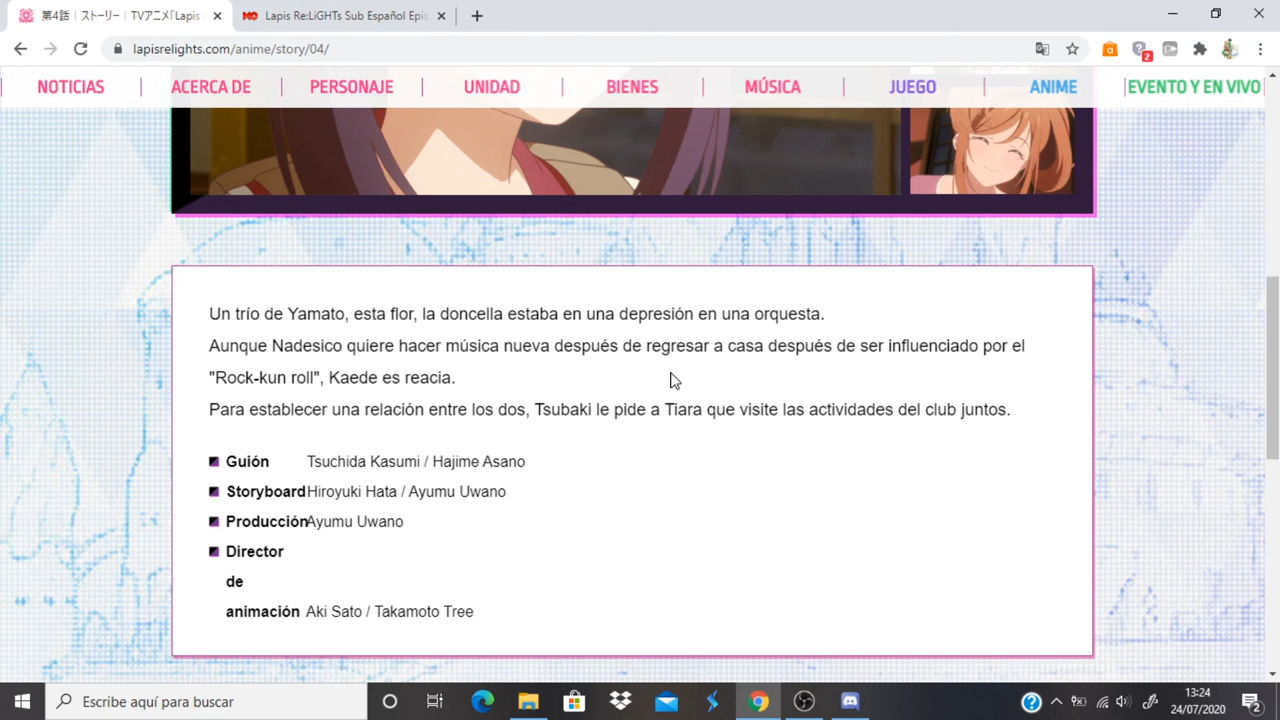 第4話 | ストーリー | TVアニメ「Lapis
Lapis Re:LiGHTs Sub Español Epis
lapisrelights.com/anime/story/04/
2
NOTICIAS
ACERCA DE
PERSONAJE
UNIDAD
BIENES
MÚSICA
JUEGO
ANIME
EVENTO Y EN VIVO
Un trío de Yamato, esta flor, la doncella estaba en una depresión en una orquesta.
Aunque Nadesico quiere hacer música nueva después de regresar a casa después de ser influenciado por el
"Rock-kun roll", Kaede es reacia.
Para establecer una relación entre los dos, Tsubaki le pide a Tiara que visite las actividades del club juntos.
Guión Tsuchida Kasumi / Hajime Asano
Storyboard Hiroyuki Hata / Ayumu Uwano
Producción Ayumu Uwano
Director
de
animación Aki Sato / Takamoto Tree
Escribe aquí para buscar
13:24
24/07/2020
2